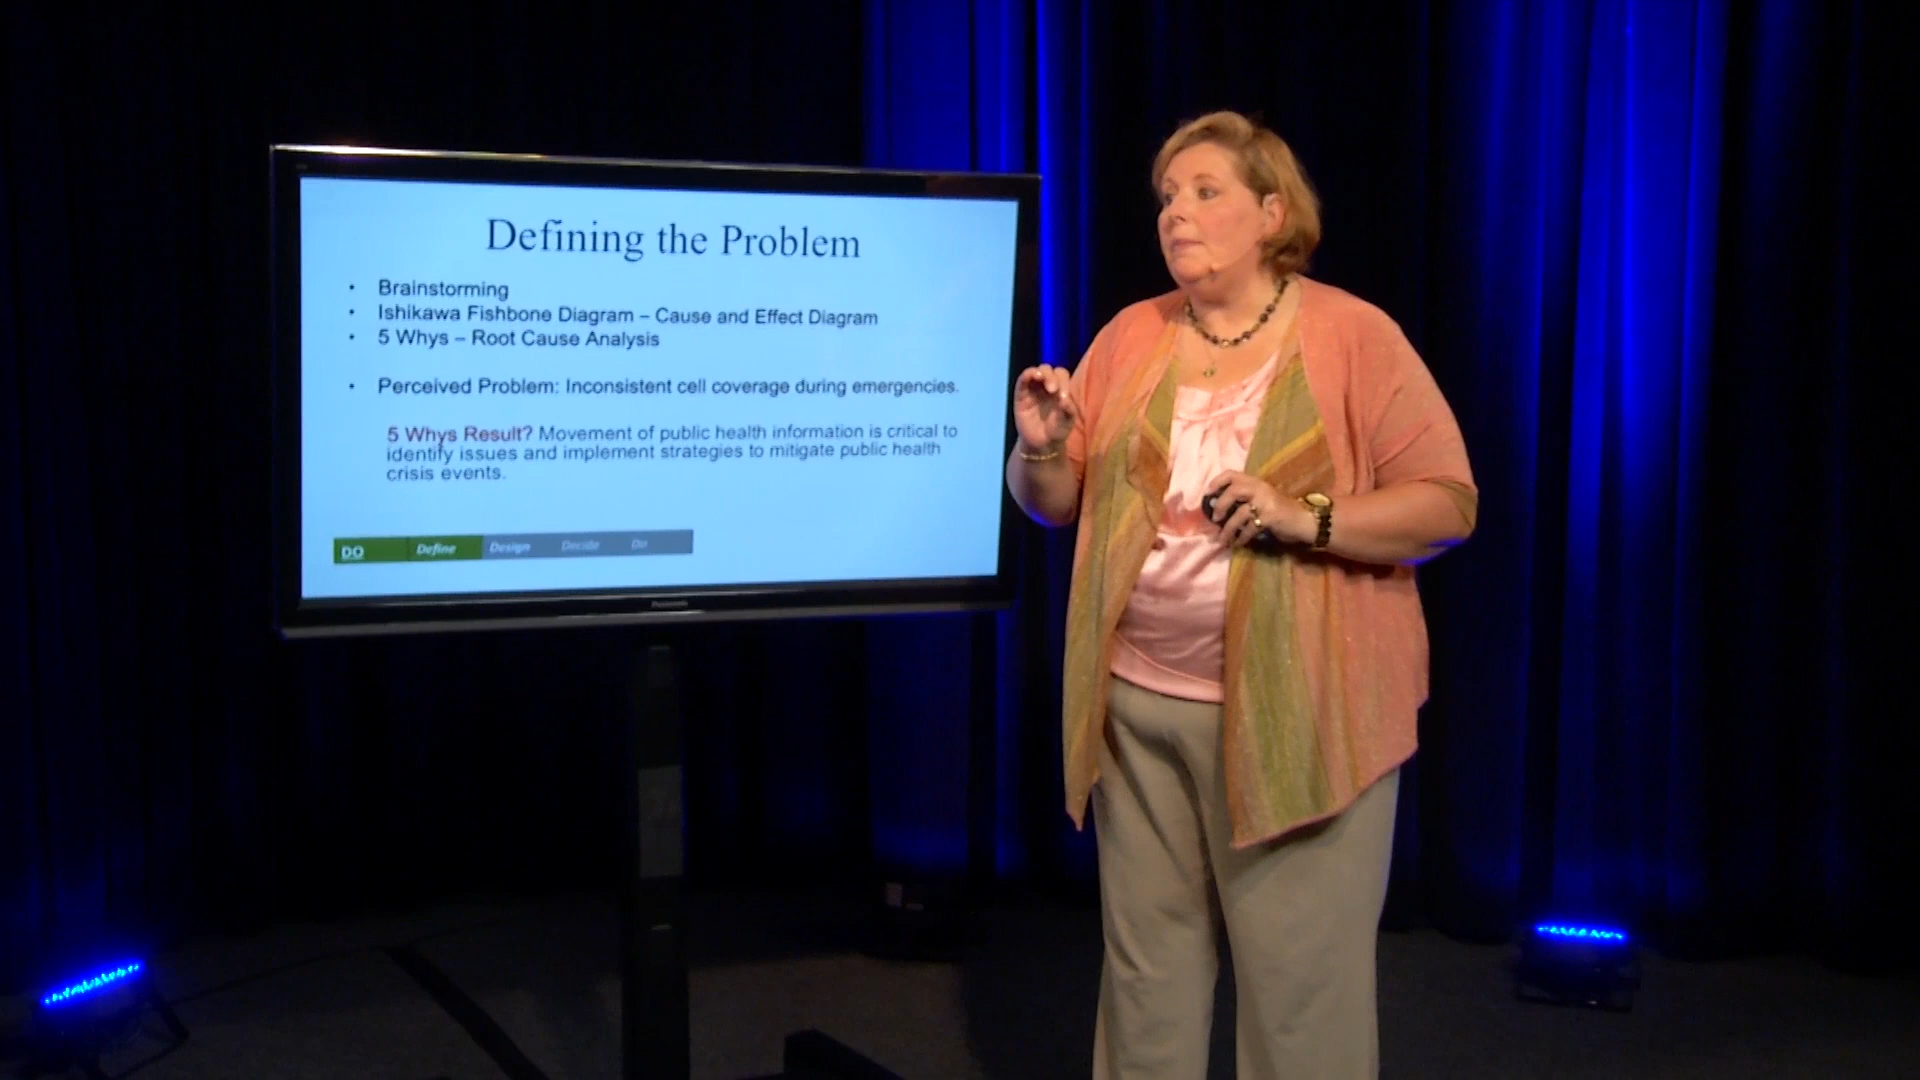 Defining the Problem
• Brainstorming
• Ishikawa Fishbone Diagram – Cause and Effect Diagram
• 5 Whys – Root Cause Analysis
• Perceived Problem: Inconsistent cell coverage during emergencies.
5 Whys Result? Movement of public health information is critical to
identify issues and implement strategies to mitigate public health
crisis events.
DO Define Design Decide Do
Panasonic